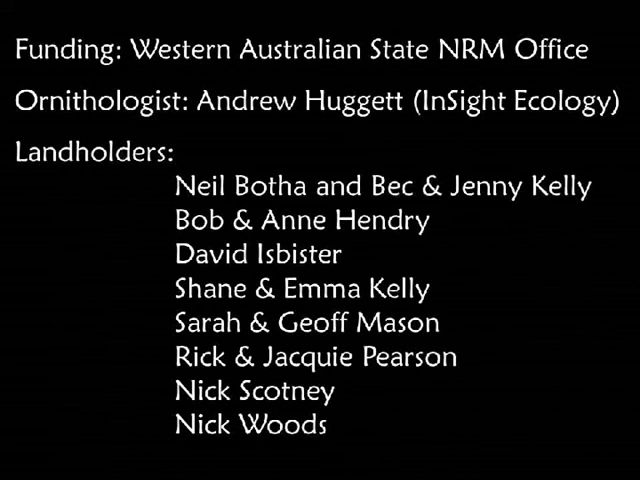 Funding: Western Australian State NRM Office
Ornithologist: Andrew Huggett (InSight Ecology)
Landholders:
Neil Botha and Bec & Jenny Kelly
Bob & Anne Hendry
David Isbister
Shane & Emma Kelly
Sarah & Geoff Mason
Rick & Jacquie Pearson
Nick Scotney
Nick Woods